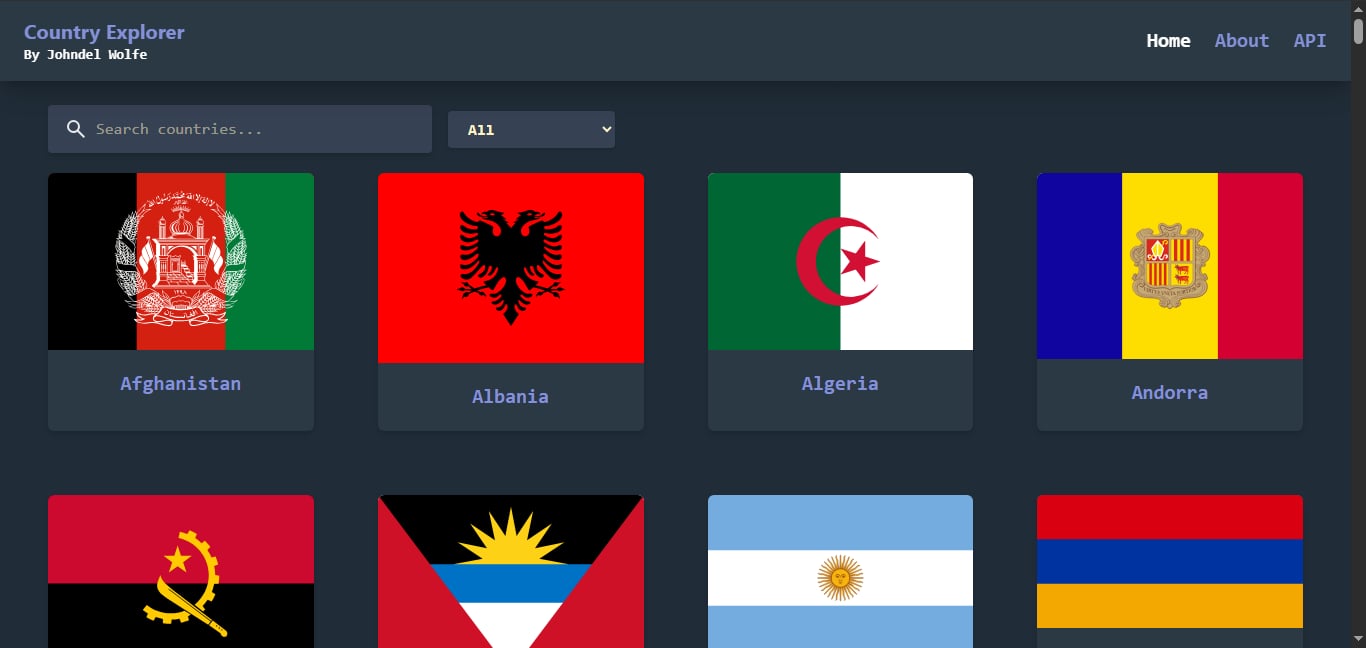 Country Explorer
By Johndel Wolfe
Home About API
Search countries...
All
Afghanistan
Albania
Algeria
Andorra